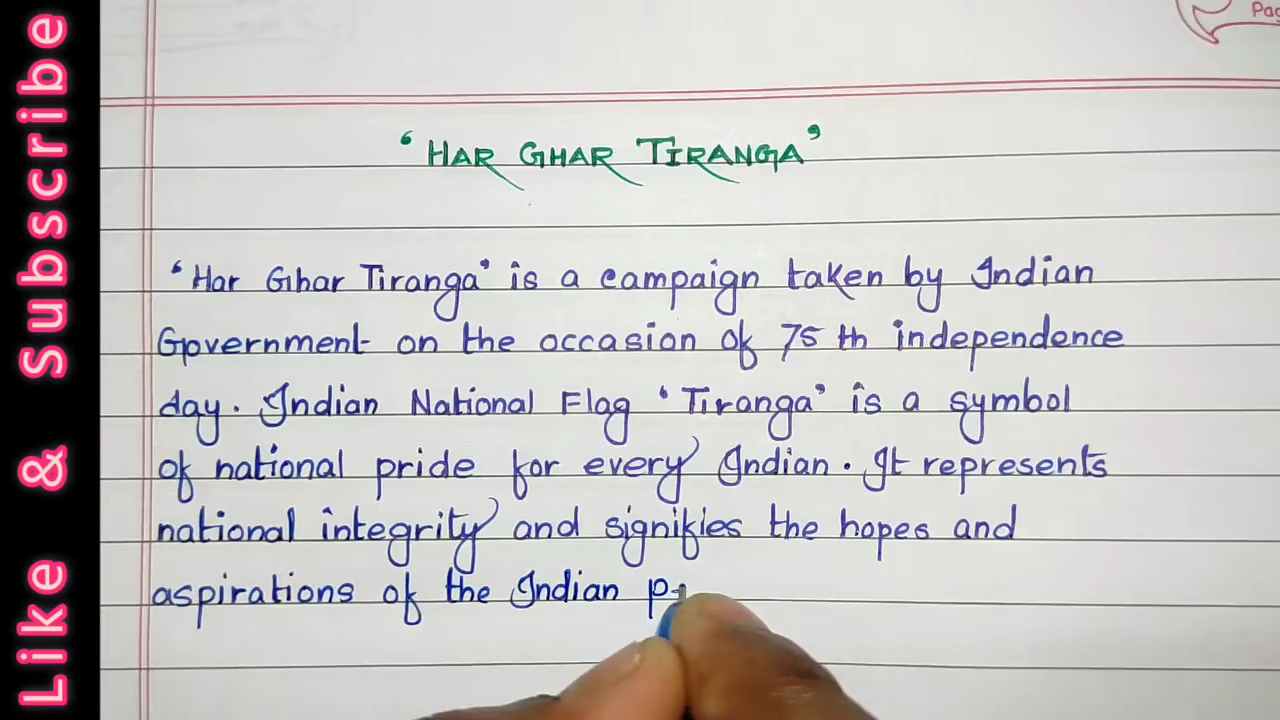 Like & Subscribe
Pag
‘HAR GHAR TIRANGA’
‘Har Ghar Tiranga’ is a campaign taken by Indian
Government on the occasion of 75 th independence
day. Indian National Flag ‘Tiranga’ is a symbol
of national pride for every Indian. It represents
national integrity and signifies the hopes and
aspirations of the Indian p